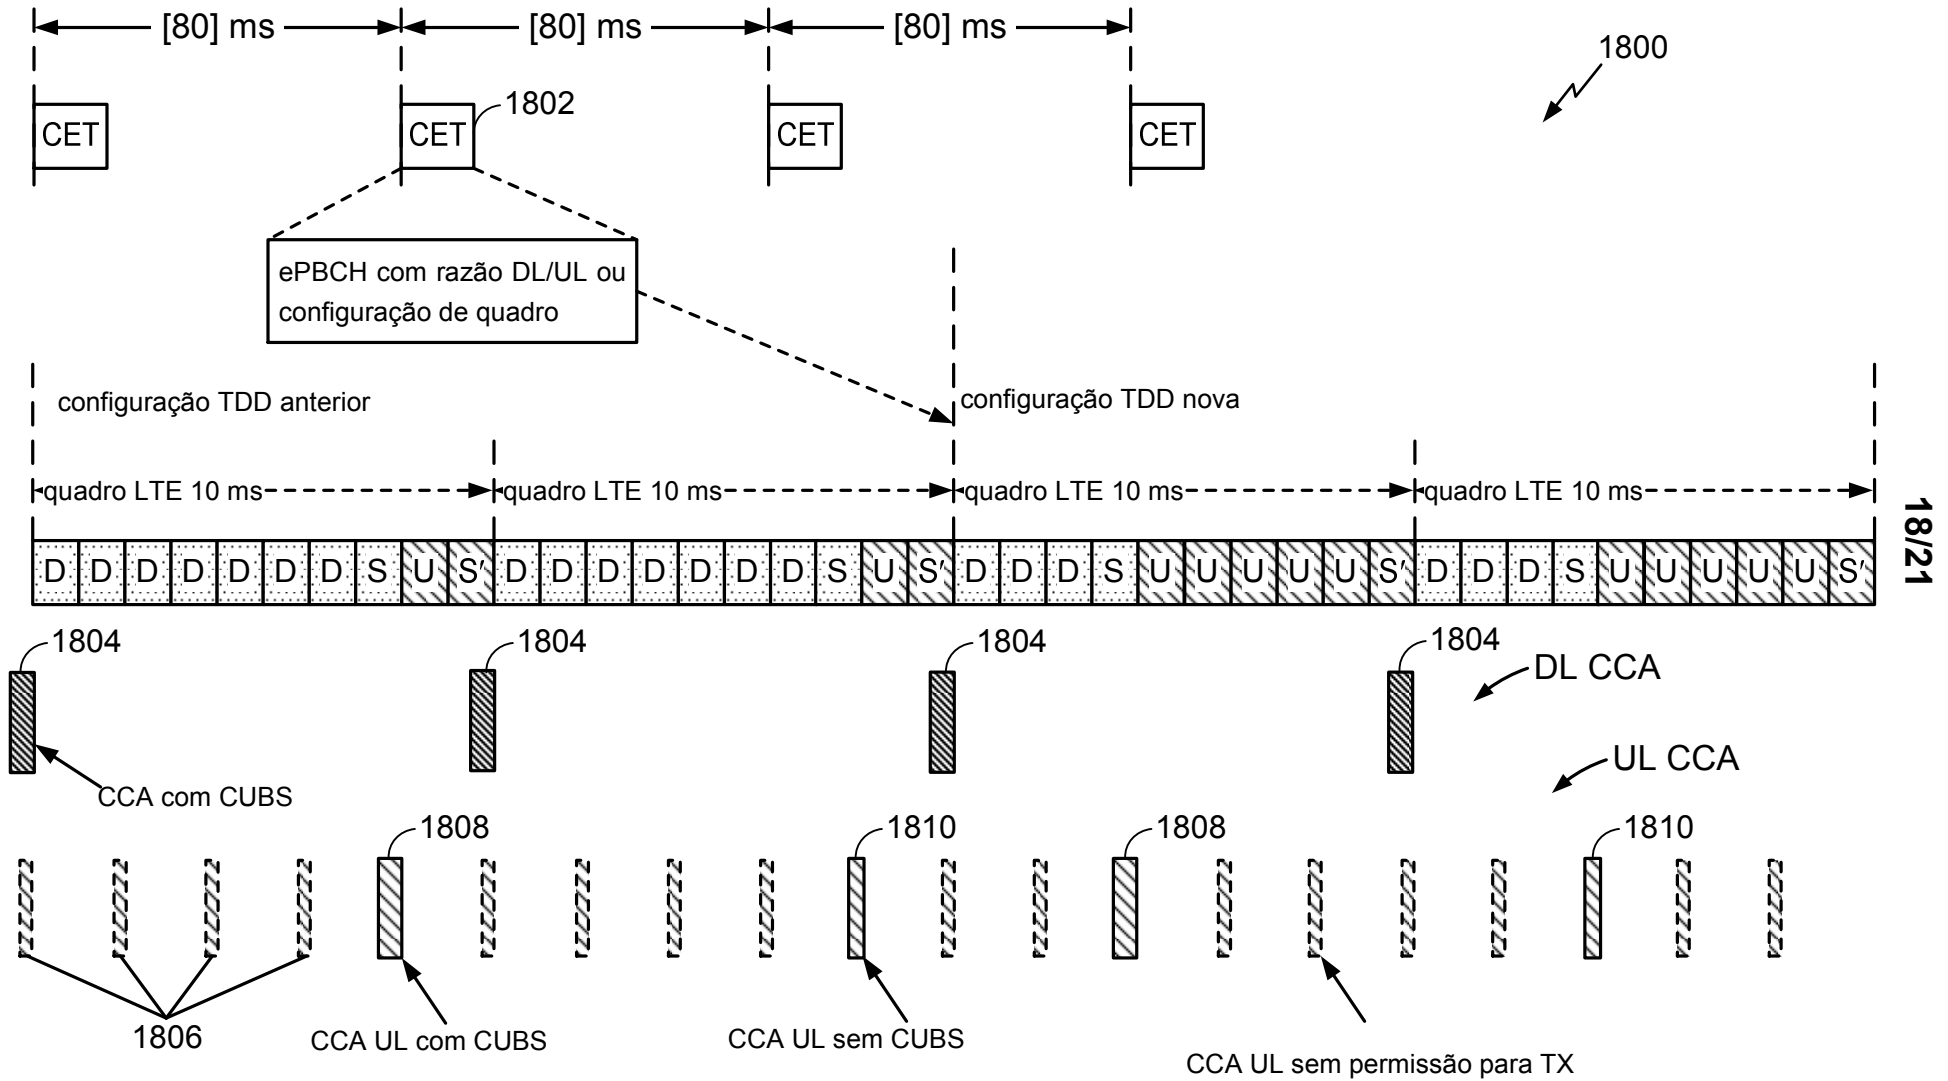 [80] ms [80] ms [80] ms
1800
1802
CET CET CET CET
ePBCH com razão DL/UL ou
configuração de quadro
configuração TDD anterior
configuração TDD nova
quadro LTE 10 ms quadro LTE 10 ms quadro LTE 10 ms quadro LTE 10 ms
D D D D D D D S U S' D D D D D D D S U S' D D D S U U U U U S' D D D S U U U U U S'
18/21
1804 1804 1804 1804
DL CCA
UL CCA
CCA com CUBS
1808 1810 1808 1810
1806
CCA UL com CUBS
CCA UL sem CUBS
CCA UL sem permissão para TX